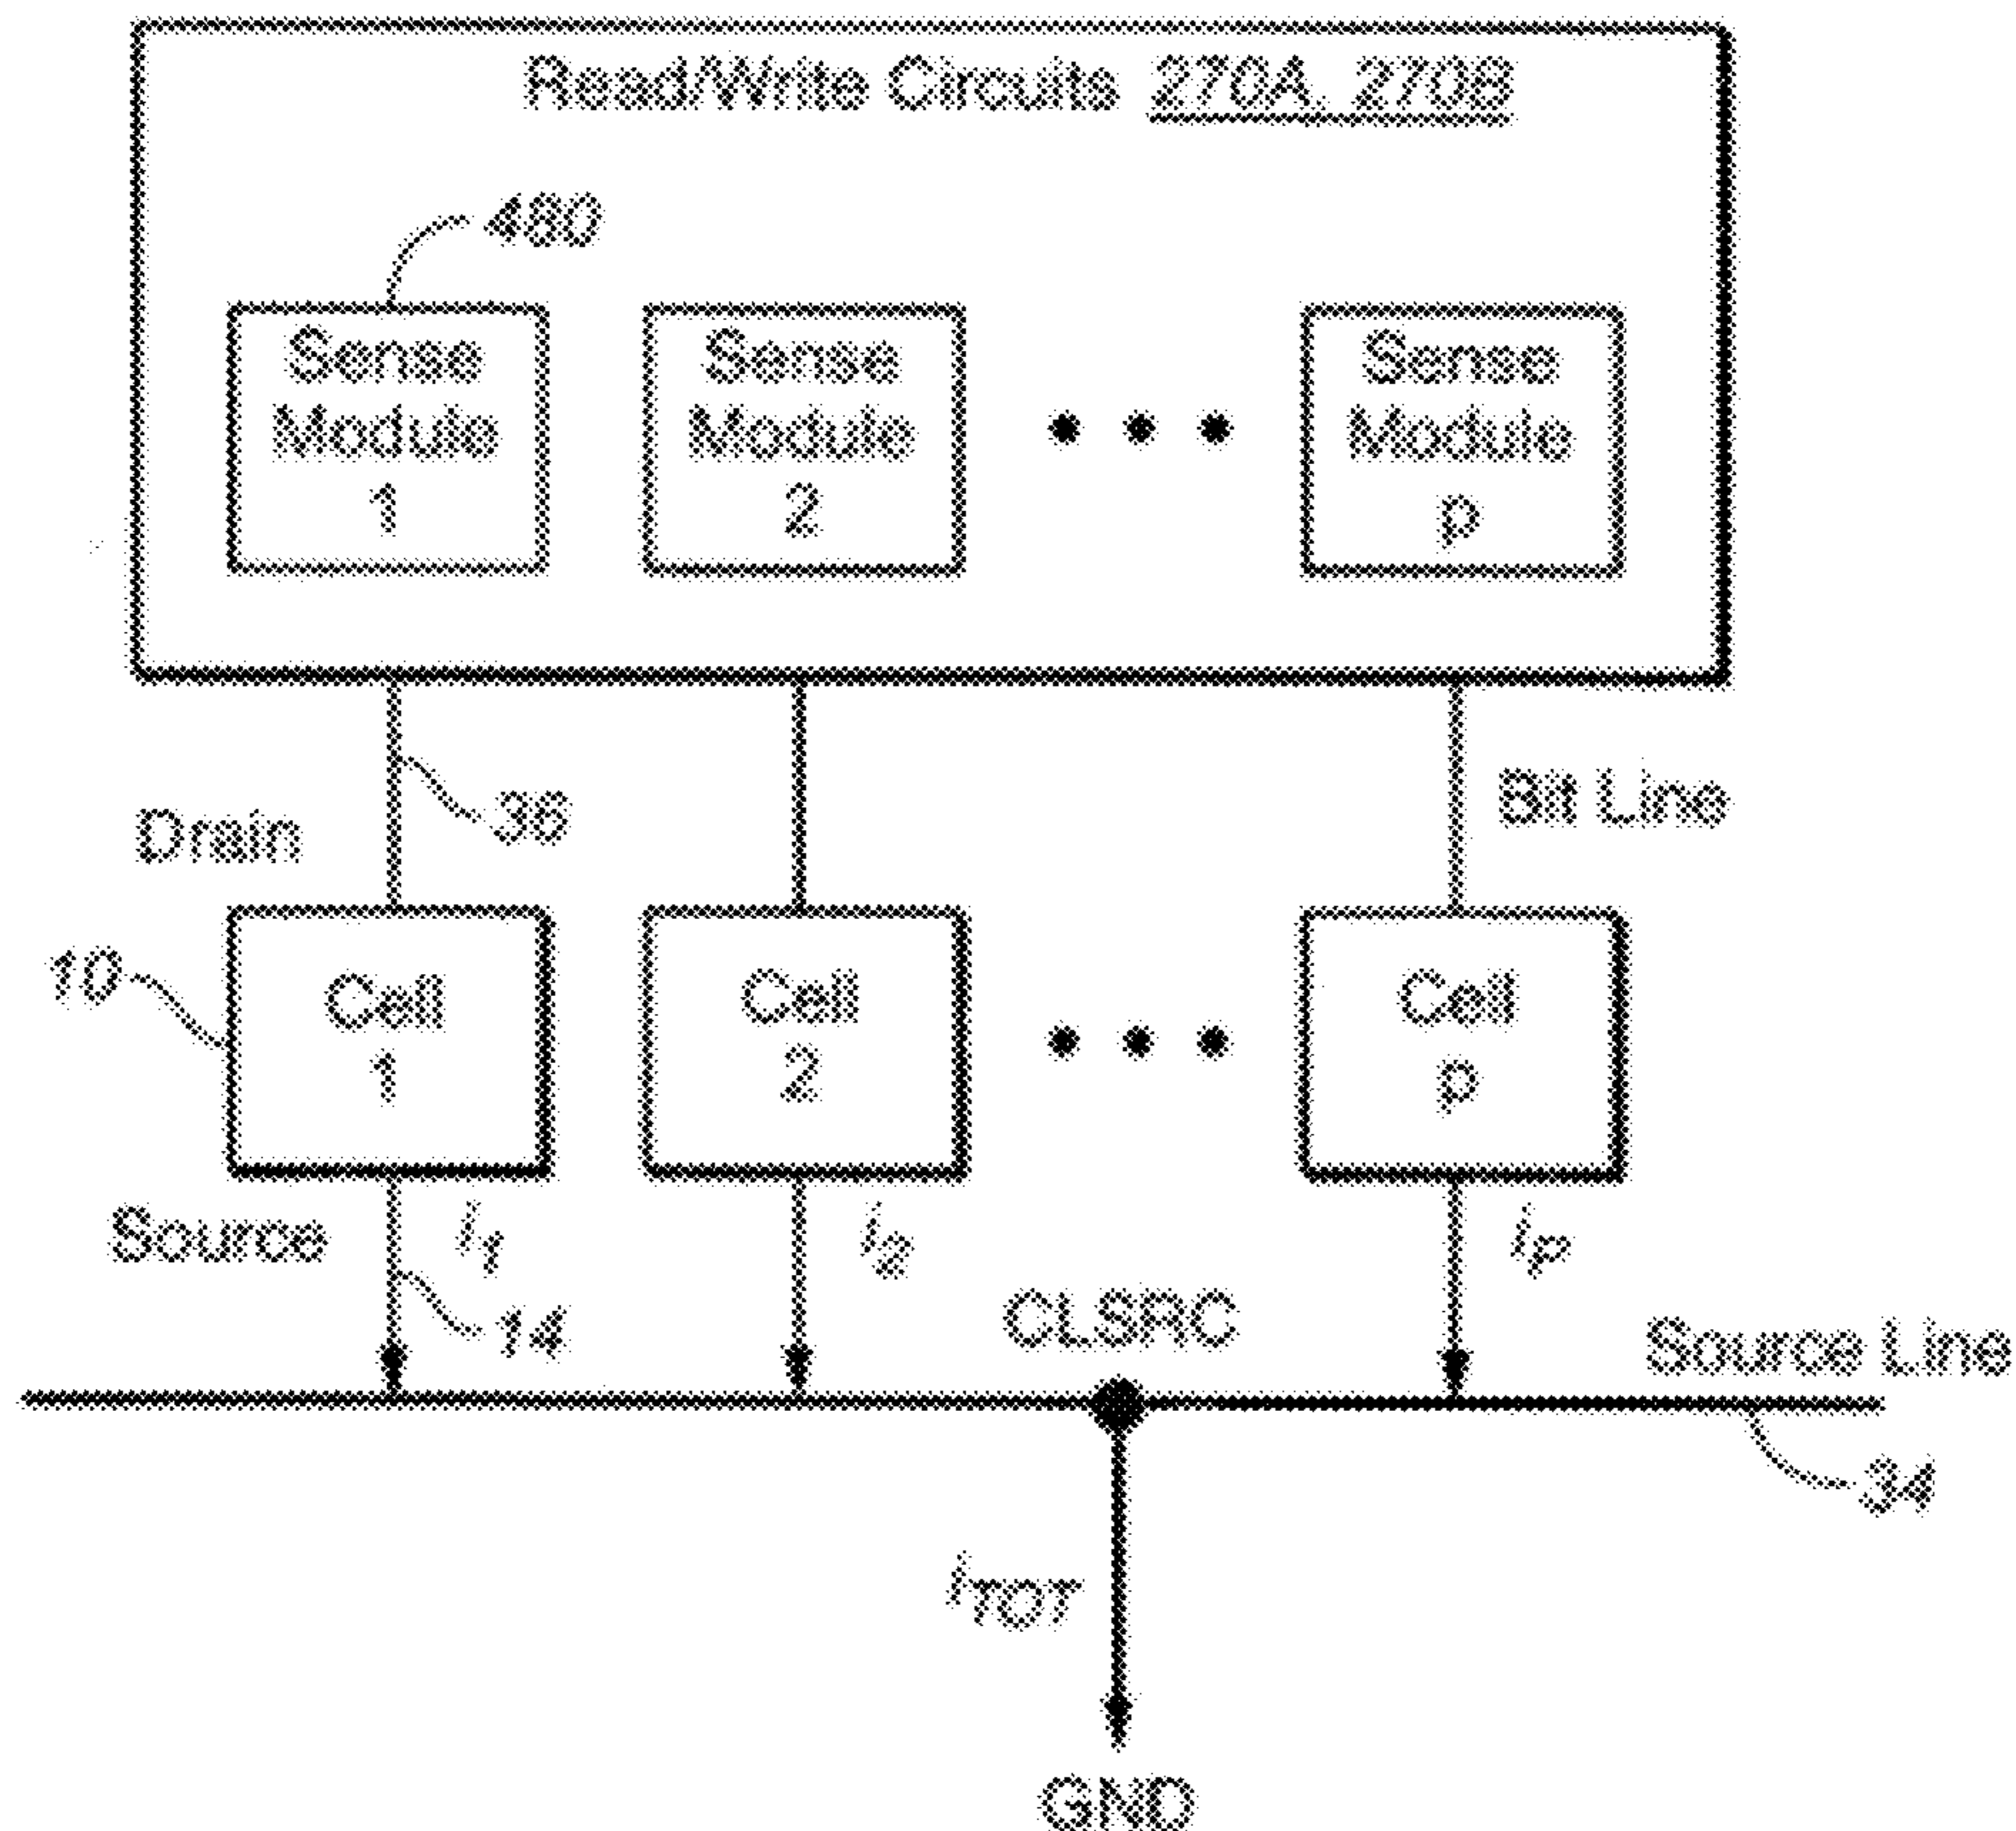 Read/Write Circuits 270A, 270B
480
Sense Module 1
Sense Module 2
Sense Module p
Drain
36
Bit Line
10
Cell 1
Cell 2
Cell p
Source
i1
14
i2
ip
CLSRC
Source Line
34
iTOT
GND